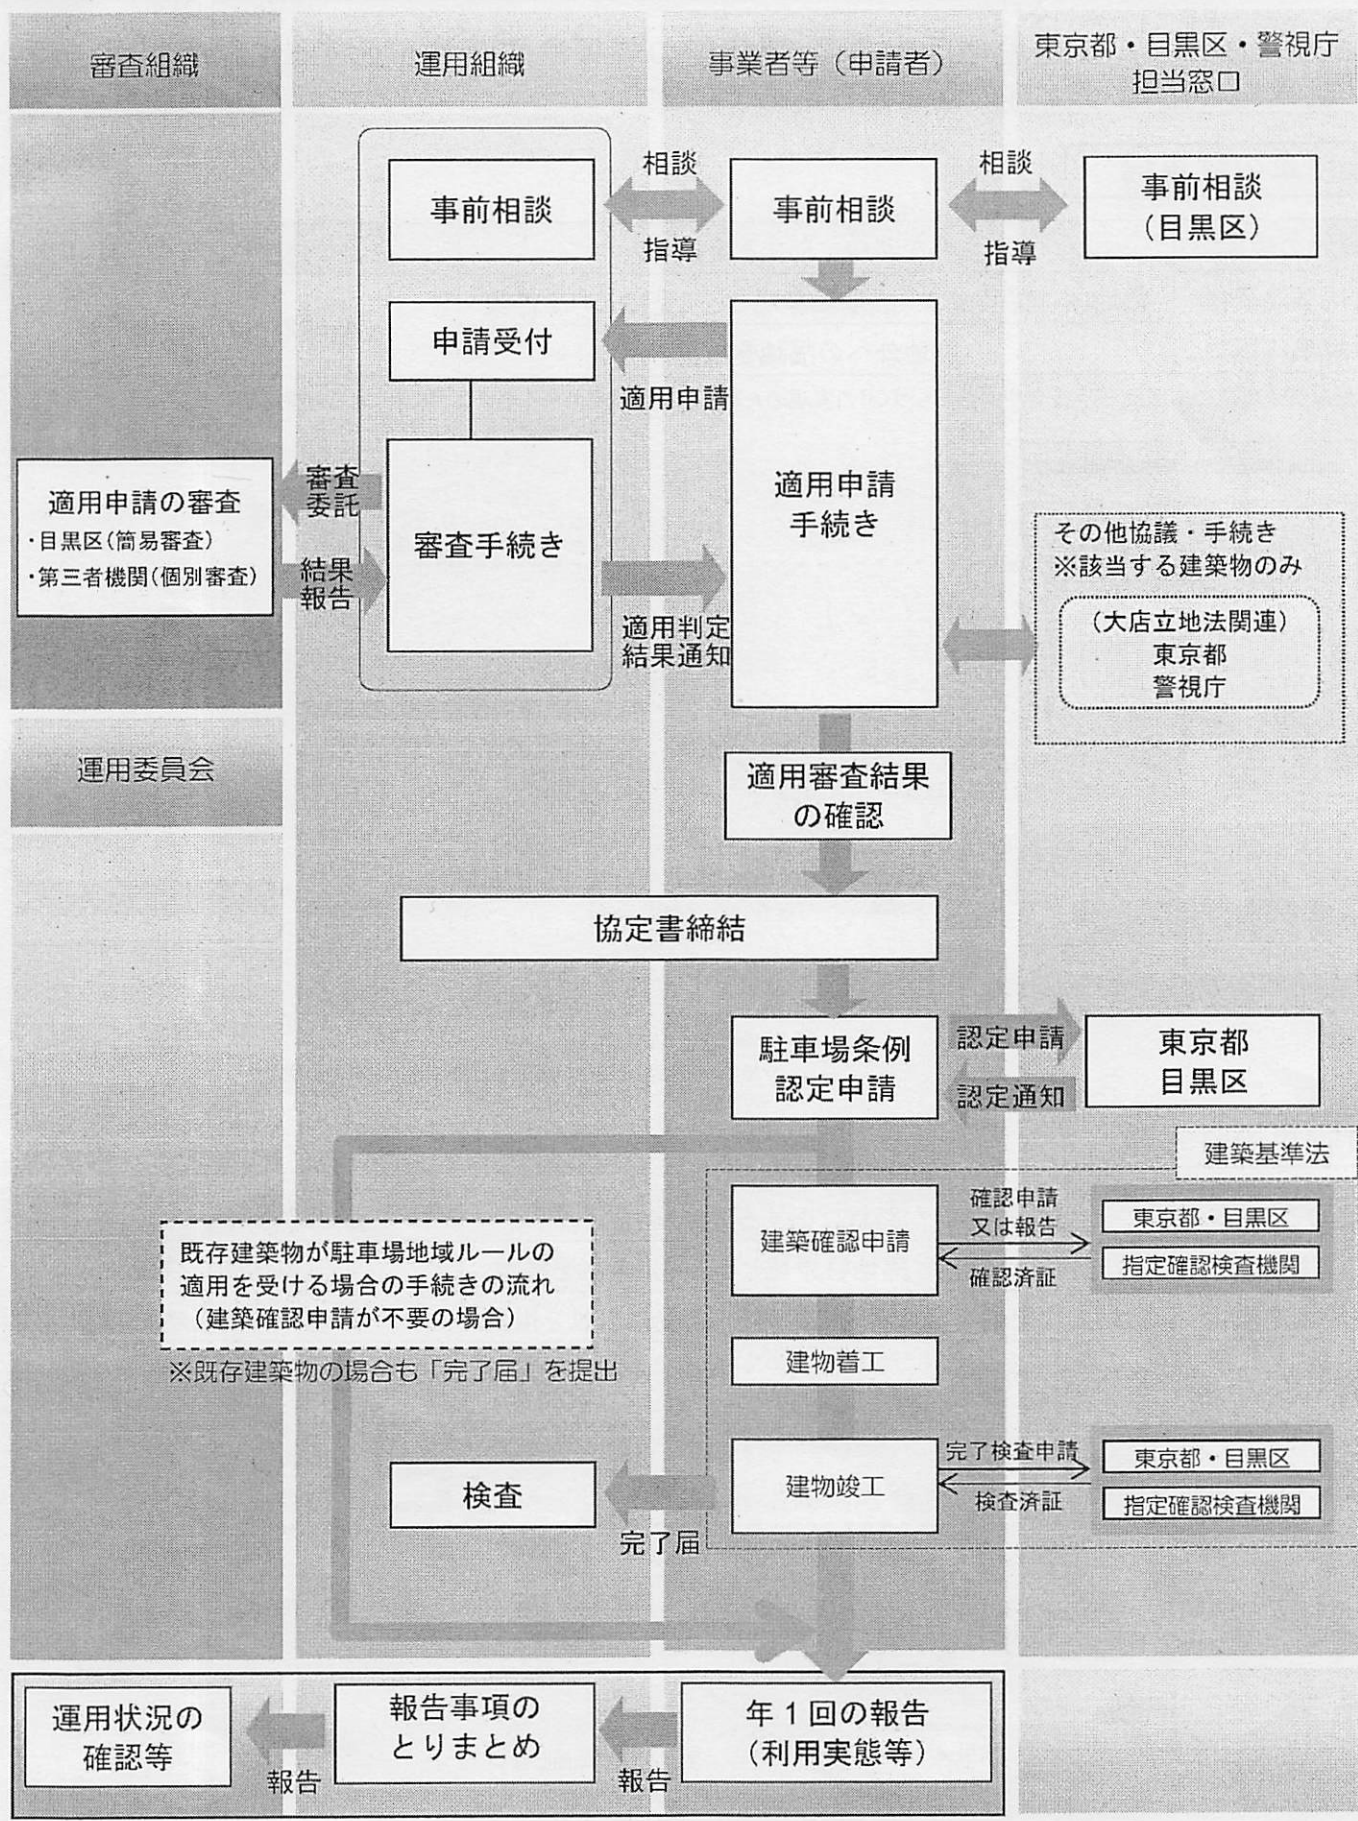 審査組織
運用組織
事業者等（申請者）
東京都・目黒区・警視庁
担当窓口
事前相談
相談
指導
事前相談
相談
指導
事前相談
（目黒区）
申請受付
適用申請
適用申請
手続き
適用申請の審査
・目黒区（簡易審査）
・第三者機関（個別審査）
審査
委託
結果
報告
審査手続き
適用判定
結果通知
その他協議・手続き
※該当する建築物のみ
（大店立地法関連）
東京都
警視庁
運用委員会
適用審査結果
の確認
協定書締結
駐車場条例
認定申請
認定申請
認定通知
東京都
目黒区
建築基準法
建築確認申請
確認申請
又は報告
確認済証
東京都・目黒区
指定確認検査機関
既存建築物が駐車場地域ルールの
適用を受ける場合の手続きの流れ
（建築確認申請が不要の場合）
※既存建築物の場合も「完了届」を提出
建物着工
検査
完了届
建物竣工
完了検査申請
検査済証
東京都・目黒区
指定確認検査機関
運用状況の
確認等
報告
報告事項の
とりまとめ
報告
年１回の報告
（利用実態等）